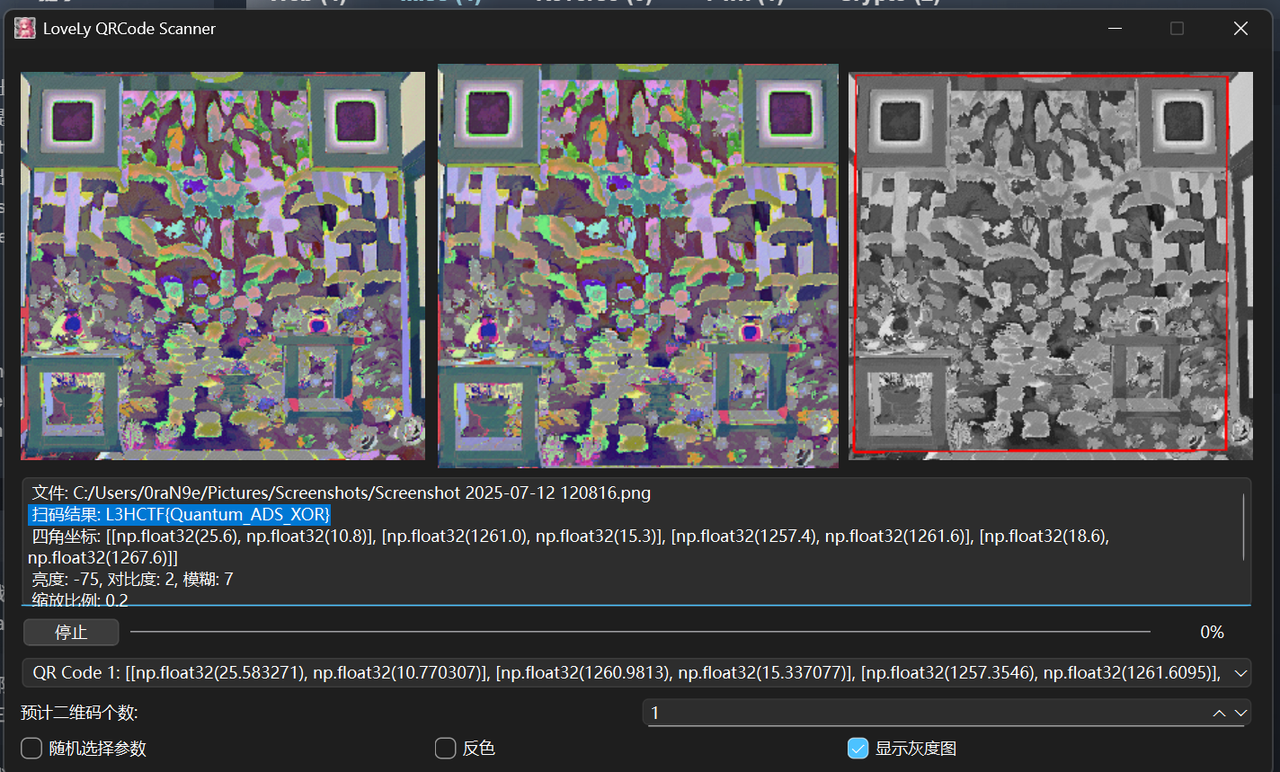 LoveLy QRCode Scanner
文件: C:/Users/0raN9e/Pictures/Screenshots/Screenshot 2025-07-12 120816.png
扫码结果: L3HCTF{Quantum_ADS_XOR}
四角坐标: [[np.float32(25.6), np.float32(10.8)], [np.float32(1261.0), np.float32(15.3)], [np.float32(1257.4), np.float32(1261.6)], [np.float32(18.6),
np.float32(1267.6)]]
亮度: -75, 对比度: 2, 模糊: 7
缩放比例: 0.2
停止
0%
QR Code 1: [[np.float32(25.583271), np.float32(10.770307)], [np.float32(1260.9813), np.float32(15.337077)], [np.float32(1257.3546), np.float32(1261.6095)],
预计二维码个数:
1
随机选择参数
反色
显示灰度图